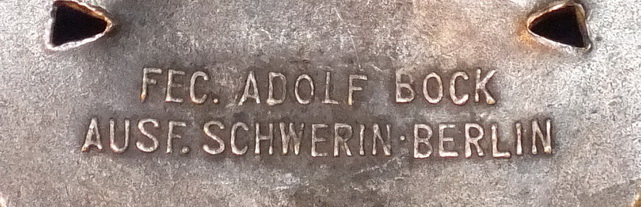 FEC. ADOLF BOCK
AUSF. SCHWERIN·BERLIN